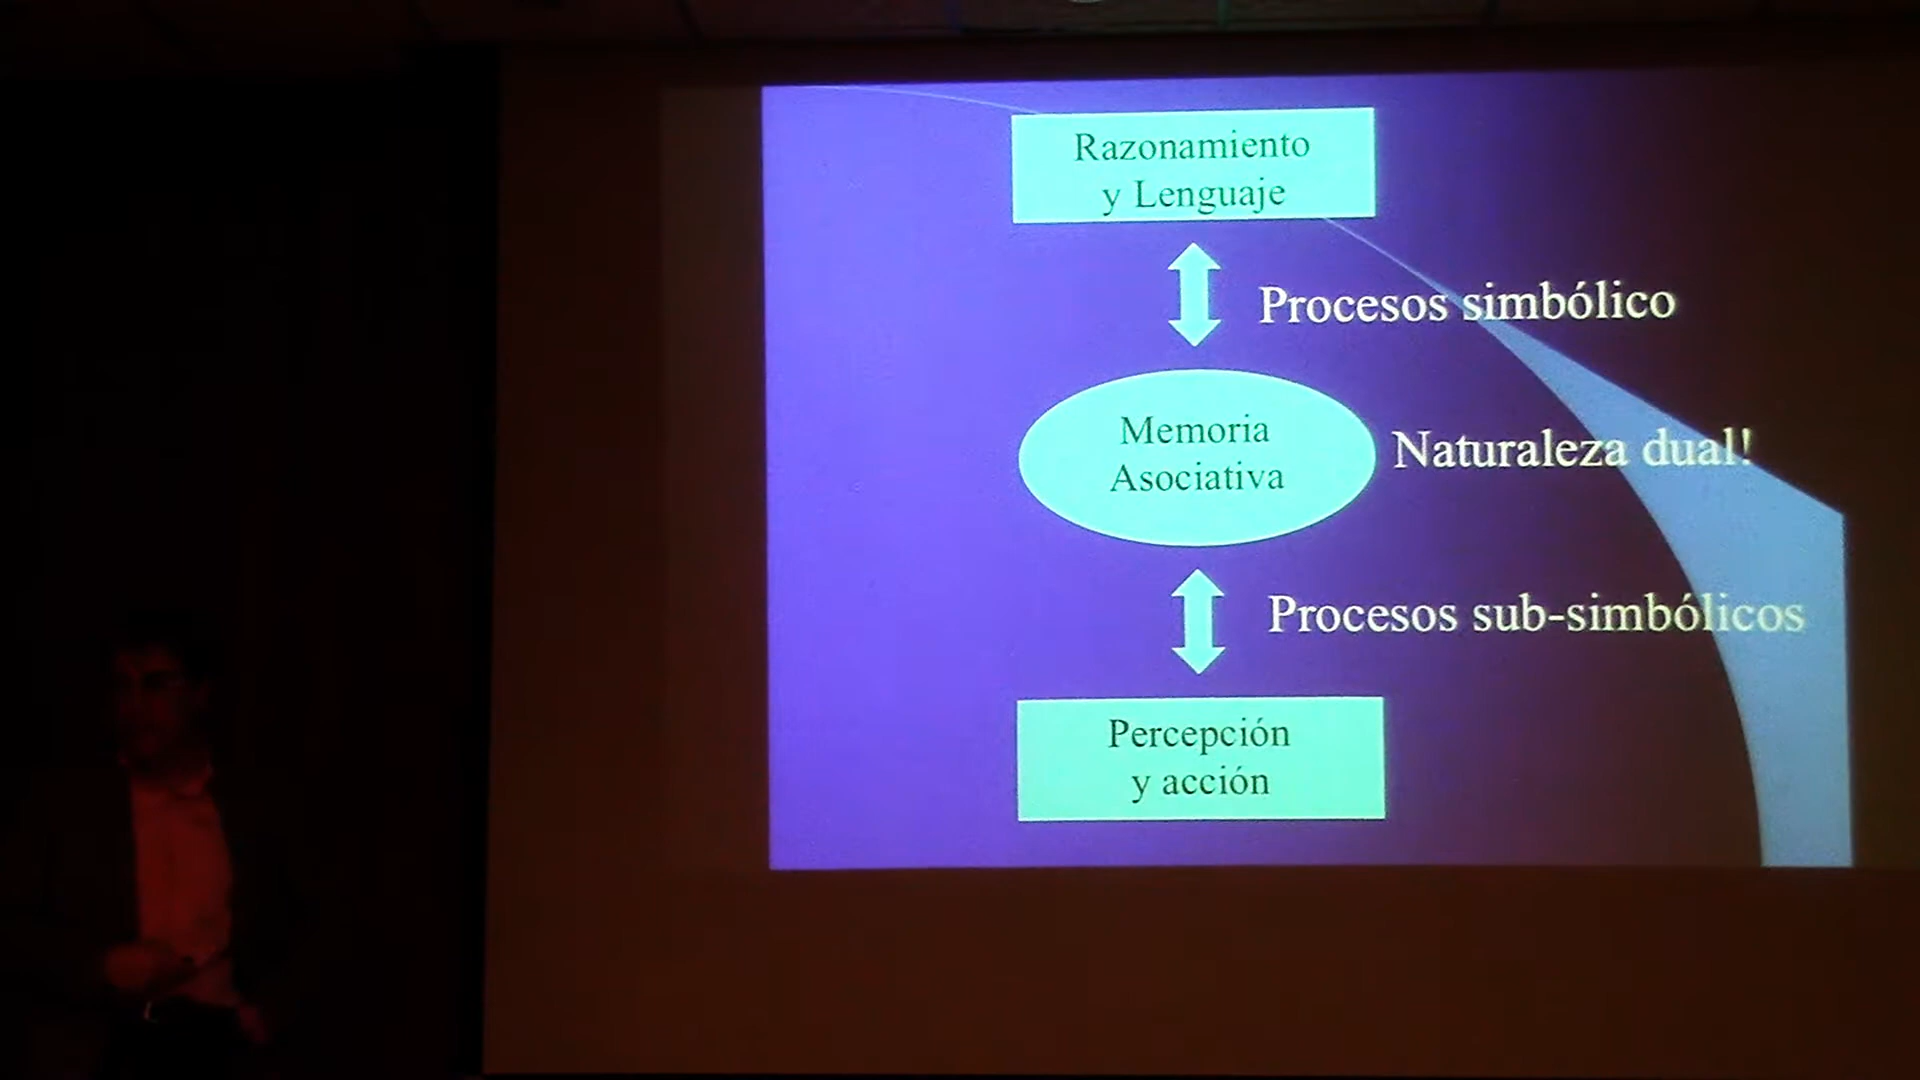 Razonamiento
y Lenguaje
Procesos simbólico
Memoria
Asociativa
Naturaleza dual!
Procesos sub-simbólicos
Percepción
y acción